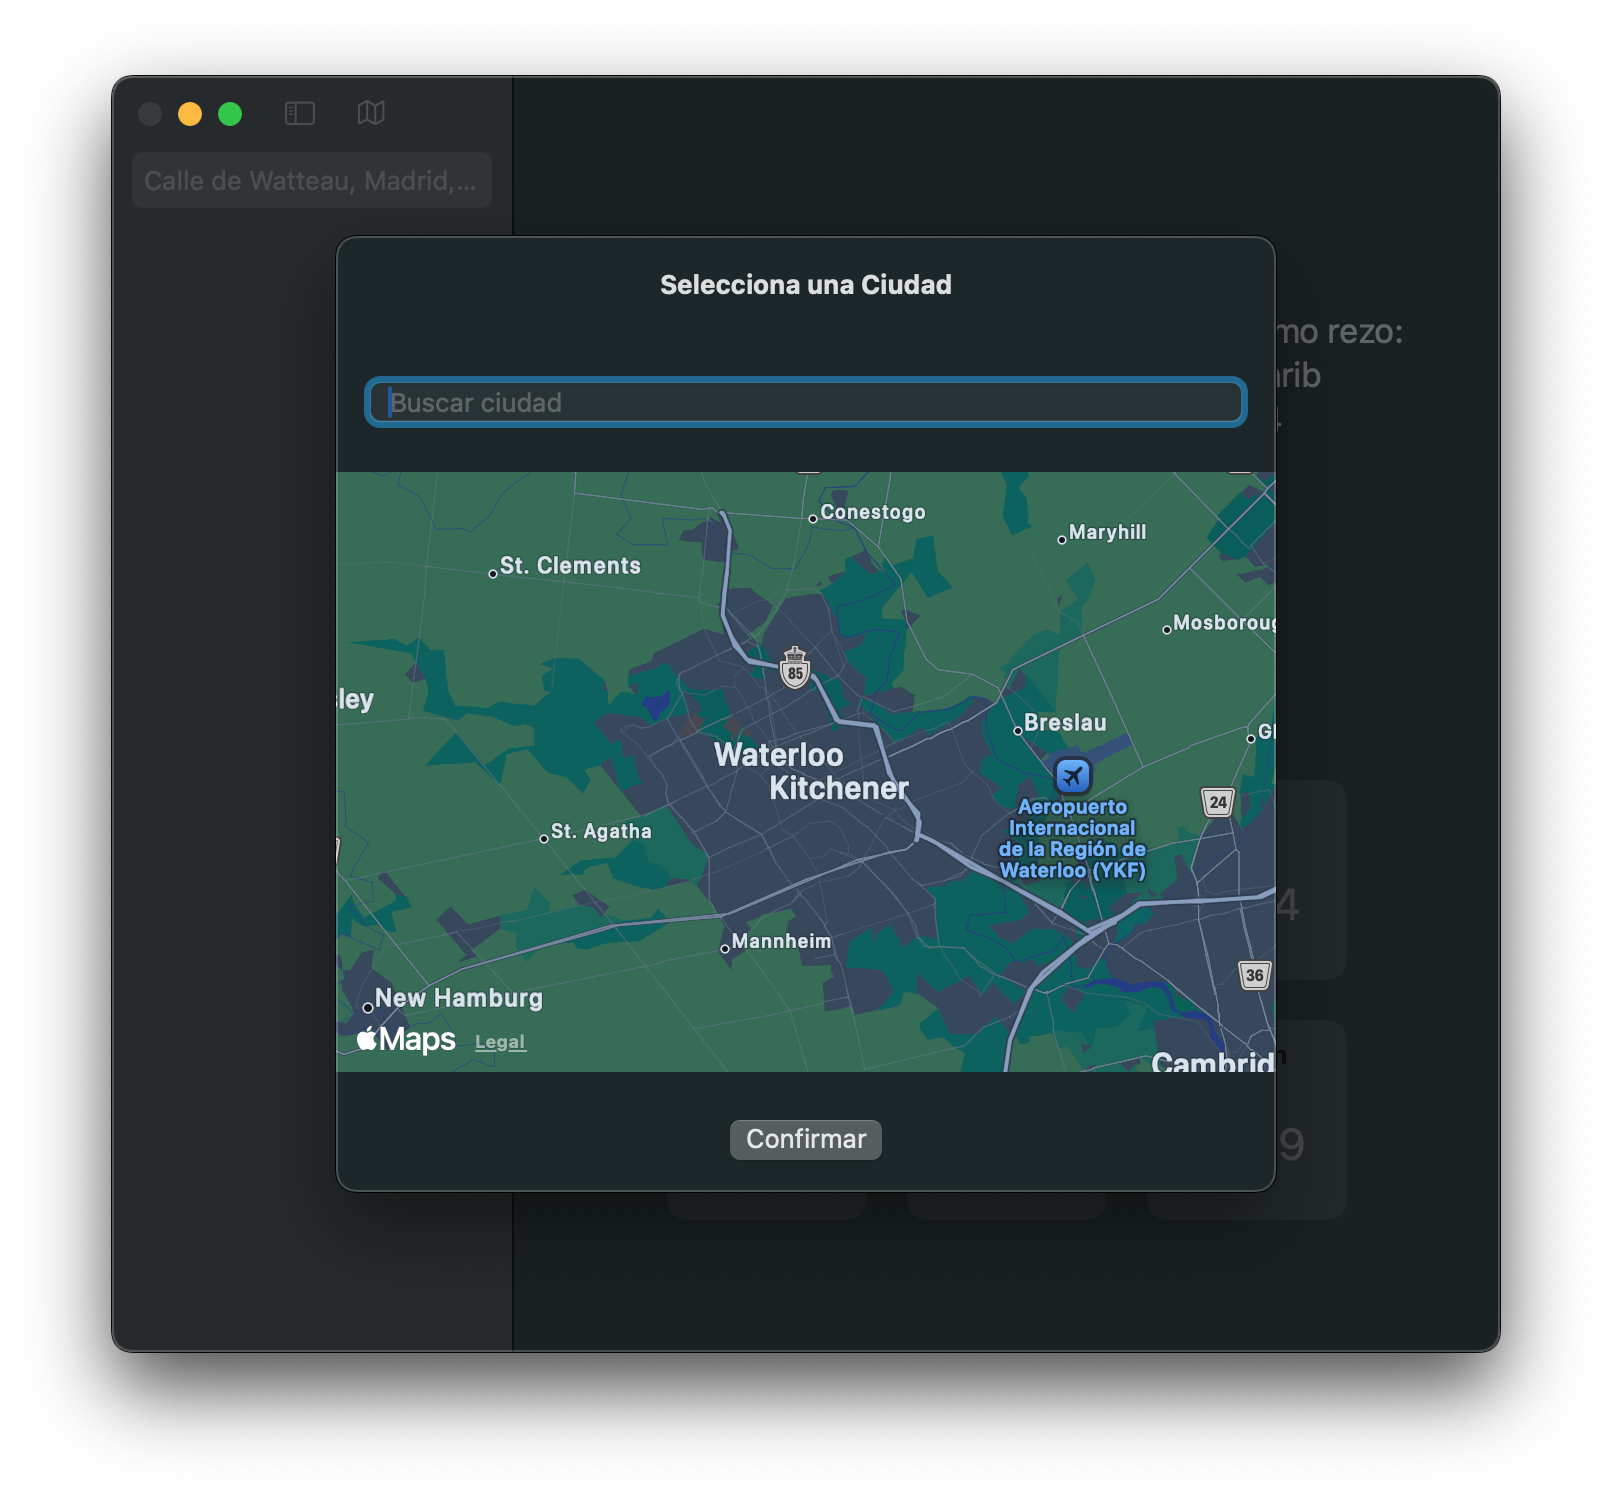 Calle de Watteau, Madrid,...
Selecciona una Ciudad
mo rezo:
rib
Buscar ciudad
Conestogo
Maryhill
St. Clements
Mosboroug
85
ley
Breslau
Waterloo
Kitchener
Aeropuerto
Internacional
de la Región de
Waterloo (YKF)
24
St. Agatha
4
Mannheim
36
New Hamburg
Maps
Legal
Cambrid
9
Confirmar